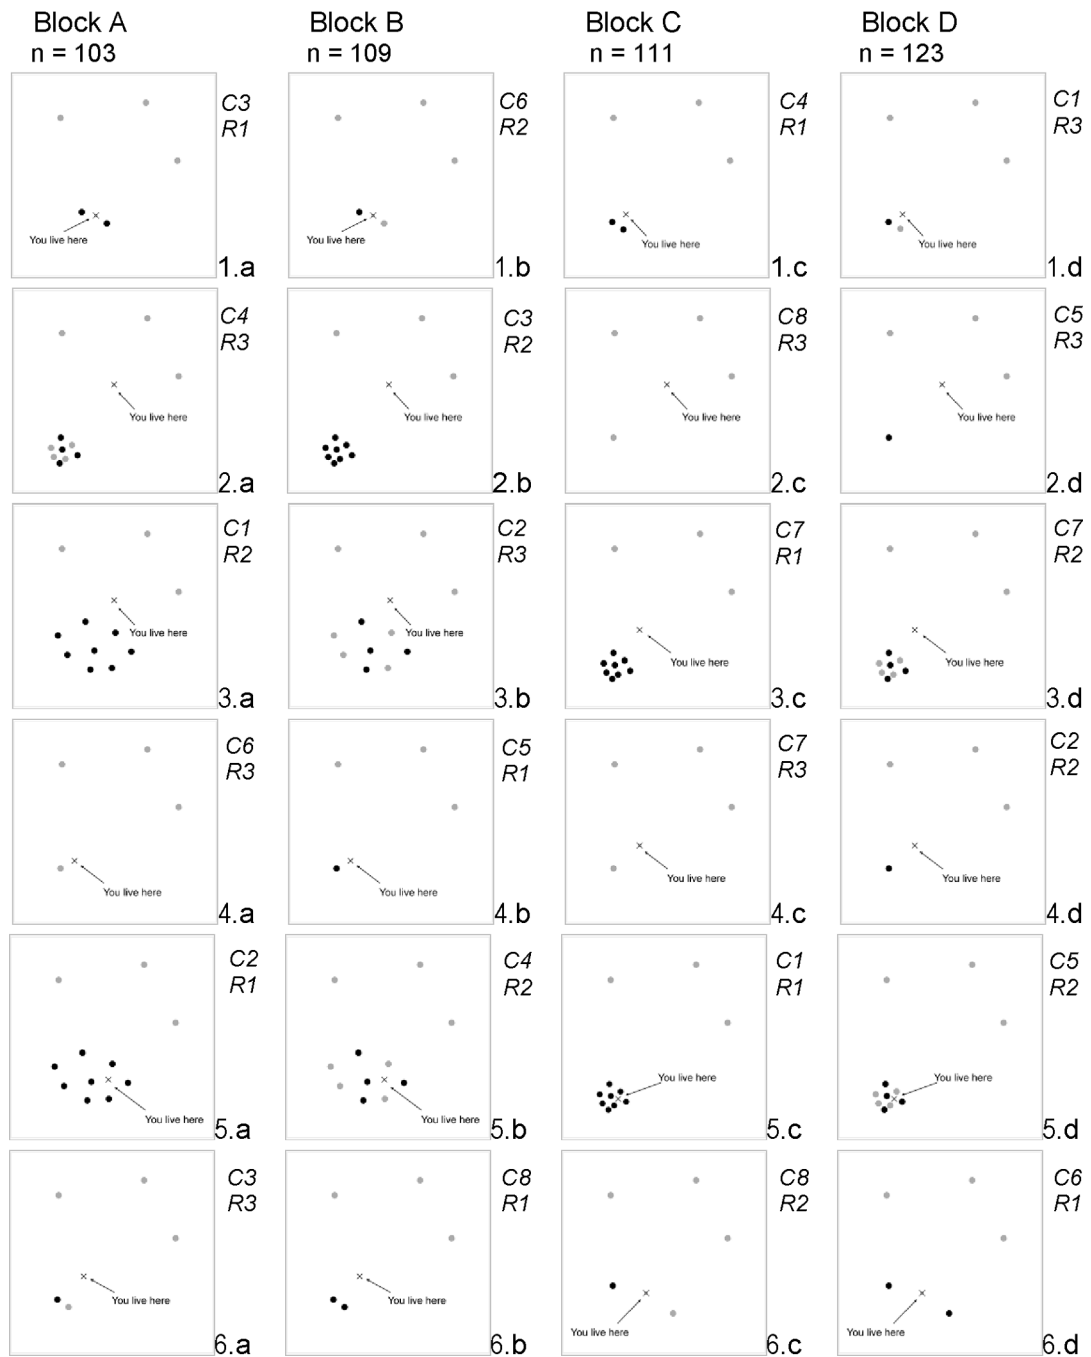 Block A
n = 103
Block B
n = 109
Block C
n = 111
Block D
n = 123
C3
R1
You live here
1.a
C6
R2
You live here
1.b
C4
R1
You live here
1.c
C1
R3
You live here
1.d
C4
R3
You live here
2.a
C3
R2
You live here
2.b
C8
R3
You live here
2.c
C5
R3
You live here
2.d
C1
R2
You live here
3.a
C2
R3
You live here
3.b
C7
R1
You live here
3.c
C7
R2
You live here
3.d
C6
R3
You live here
4.a
C5
R1
You live here
4.b
C7
R3
You live here
4.c
C2
R2
You live here
4.d
C2
R1
You live here
5.a
C4
R2
You live here
5.b
C1
R1
You live here
5.c
C5
R2
You live here
5.d
C3
R3
You live here
6.a
C8
R1
You live here
6.b
C8
R2
You live here
6.c
C6
R1
You live here
6.d